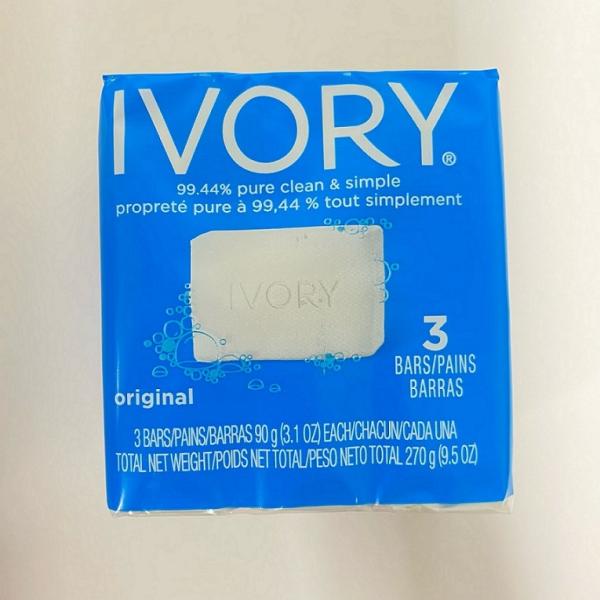 IVORY®
99.44% pure clean & simple
propreté pure à 99,44 % tout simplement
IVORY
3
BARS/PAINS
BARRAS
original
3 BARS/PAINS/BARRAS 90 g (3.1 OZ) EACH/CHACUN/CADA UNA
TOTAL NET WEIGHT/POIDS NET TOTAL/PESO NETO TOTAL 270 g (9.5 OZ)